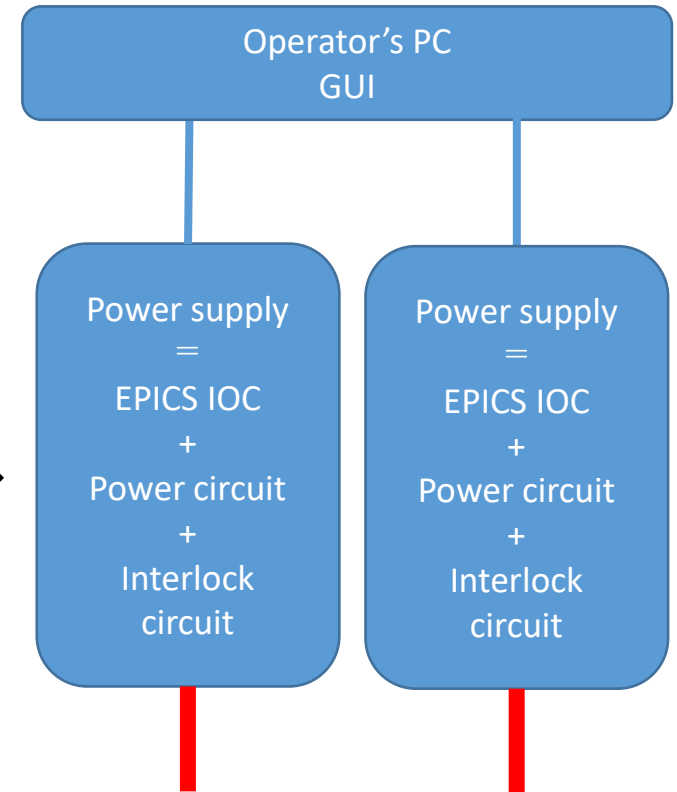 Operator’s PC
GUI
Power supply
＝
EPICS IOC
+
Power circuit
+
Interlock
circuit
Power supply
＝
EPICS IOC
+
Power circuit
+
Interlock
circuit